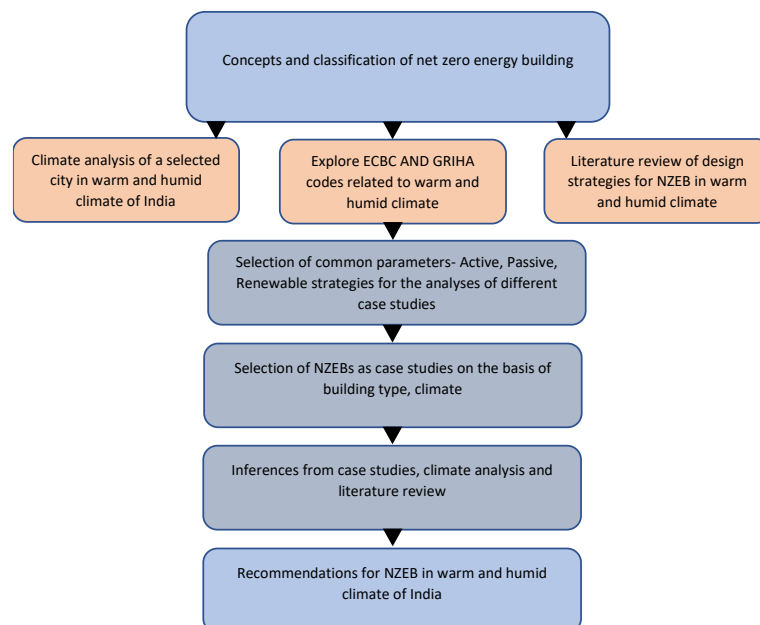 Concepts and classification of net zero energy building
Climate analysis of a selected
city in warm and humid
climate of India
Explore ECBC AND GRIHA
codes related to warm and
humid climate
Literature review of design
strategies for NZEB in warm
and humid climate
Selection of common parameters- Active, Passive,
Renewable strategies for the analyses of different
case studies
Selection of NZEBs as case studies on the basis of
building type, climate
Inferences from case studies, climate analysis and
literature review
Recommendations for NZEB in warm and humid
climate of India